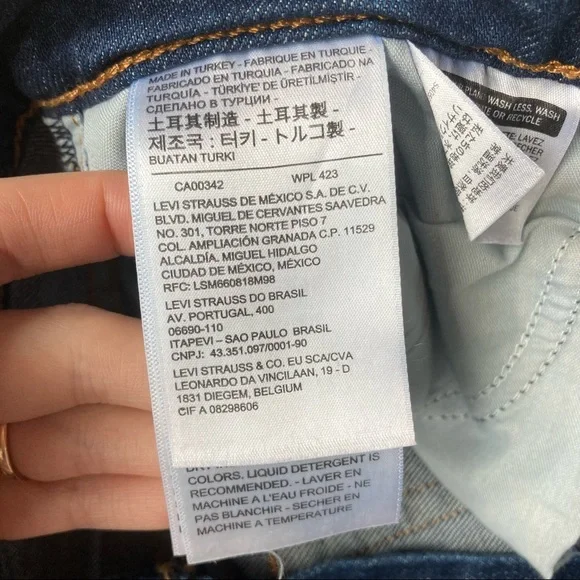 MADE IN TURKEY - FABRIQUE EN TURQUIE -
FABRICADO EN TURQUIA - FABRICADO NA
TURQUIA - TÜRKİYE'DE ÜRETİLMİŞTİR -
СДЕЛАНО В ТУРЦИИ -
土耳其制造 - 土耳其製 -
제조국 : 터키 - トルコ製 -
BUATAN TURKI
CA00342 WPL 423
LEVI STRAUSS DE MÉXICO S.A. DE C.V.
BLVD. MIGUEL DE CERVANTES SAAVEDRA
NO. 301, TORRE NORTE PISO 7
COL. AMPLIACIÓN GRANADA C.P. 11529
ALCALDÍA. MIGUEL HIDALGO
CIUDAD DE MÉXICO, MÉXICO
RFC: LSM660818M98
LEVI STRAUSS DO BRASIL
AV. PORTUGAL, 400
06690-110
ITAPEVI - SAO PAULO BRASIL
CNPJ: 43.351.097/0001-90
LEVI STRAUSS & CO. EU SCA/CVA
LEONARDO DA VINCILAAN, 19 - D
1831 DIEGEM, BELGIUM
CIF A 08298606
COLORS. LIQUID DETERGENT IS
RECOMMENDED. - LAVER EN
MACHINE A L'EAU FROIDE - NE
PAS BLANCHIR - SECHER EN
MACHINE A TEMPERATURE
WASH LESS, WASH
OR RECYCLE
LAVEZ